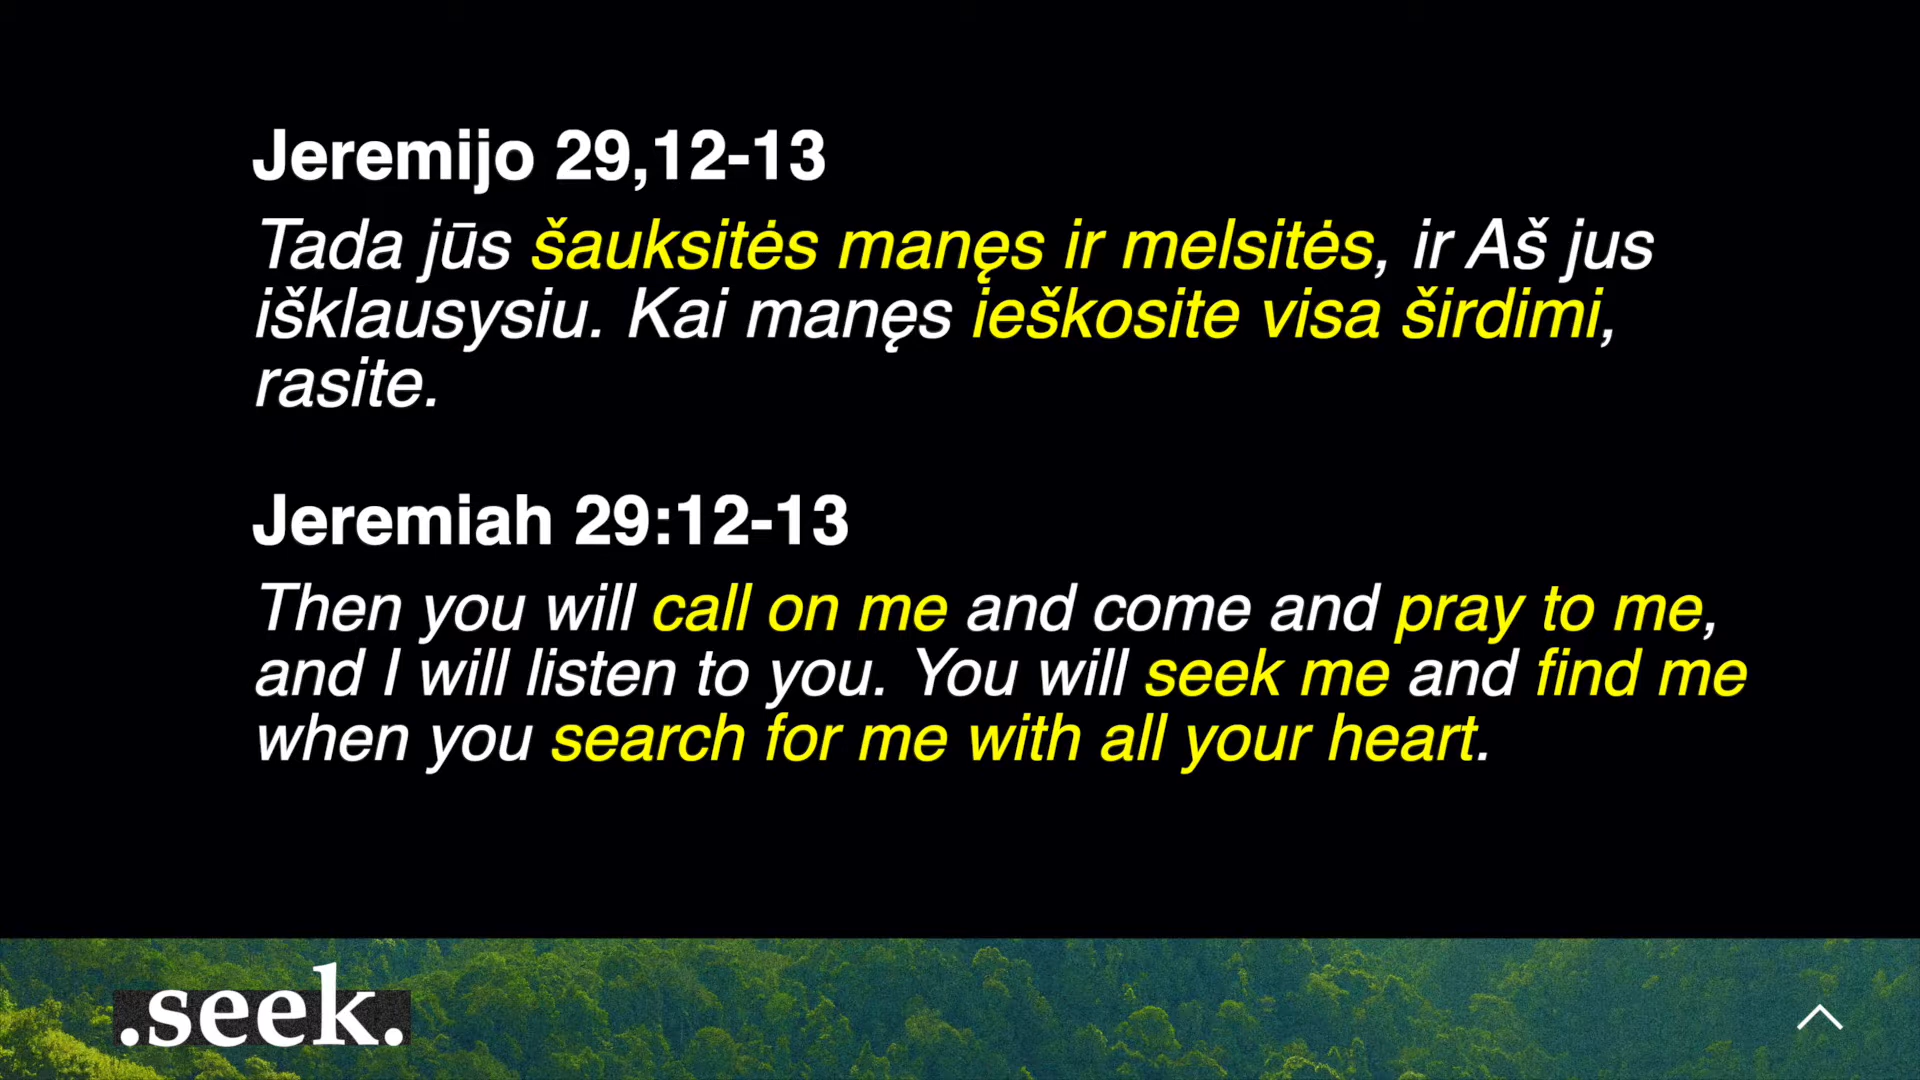 Jeremijo 29,12-13
Tada jūs šauksitės manęs ir melsitės, ir Aš jus
išklausysiu. Kai manęs ieškosite visa širdimi,
rasite.
Jeremiah 29:12-13
Then you will call on me and come and pray to me,
and I will listen to you. You will seek me and find me
when you search for me with all your heart.
.seek.